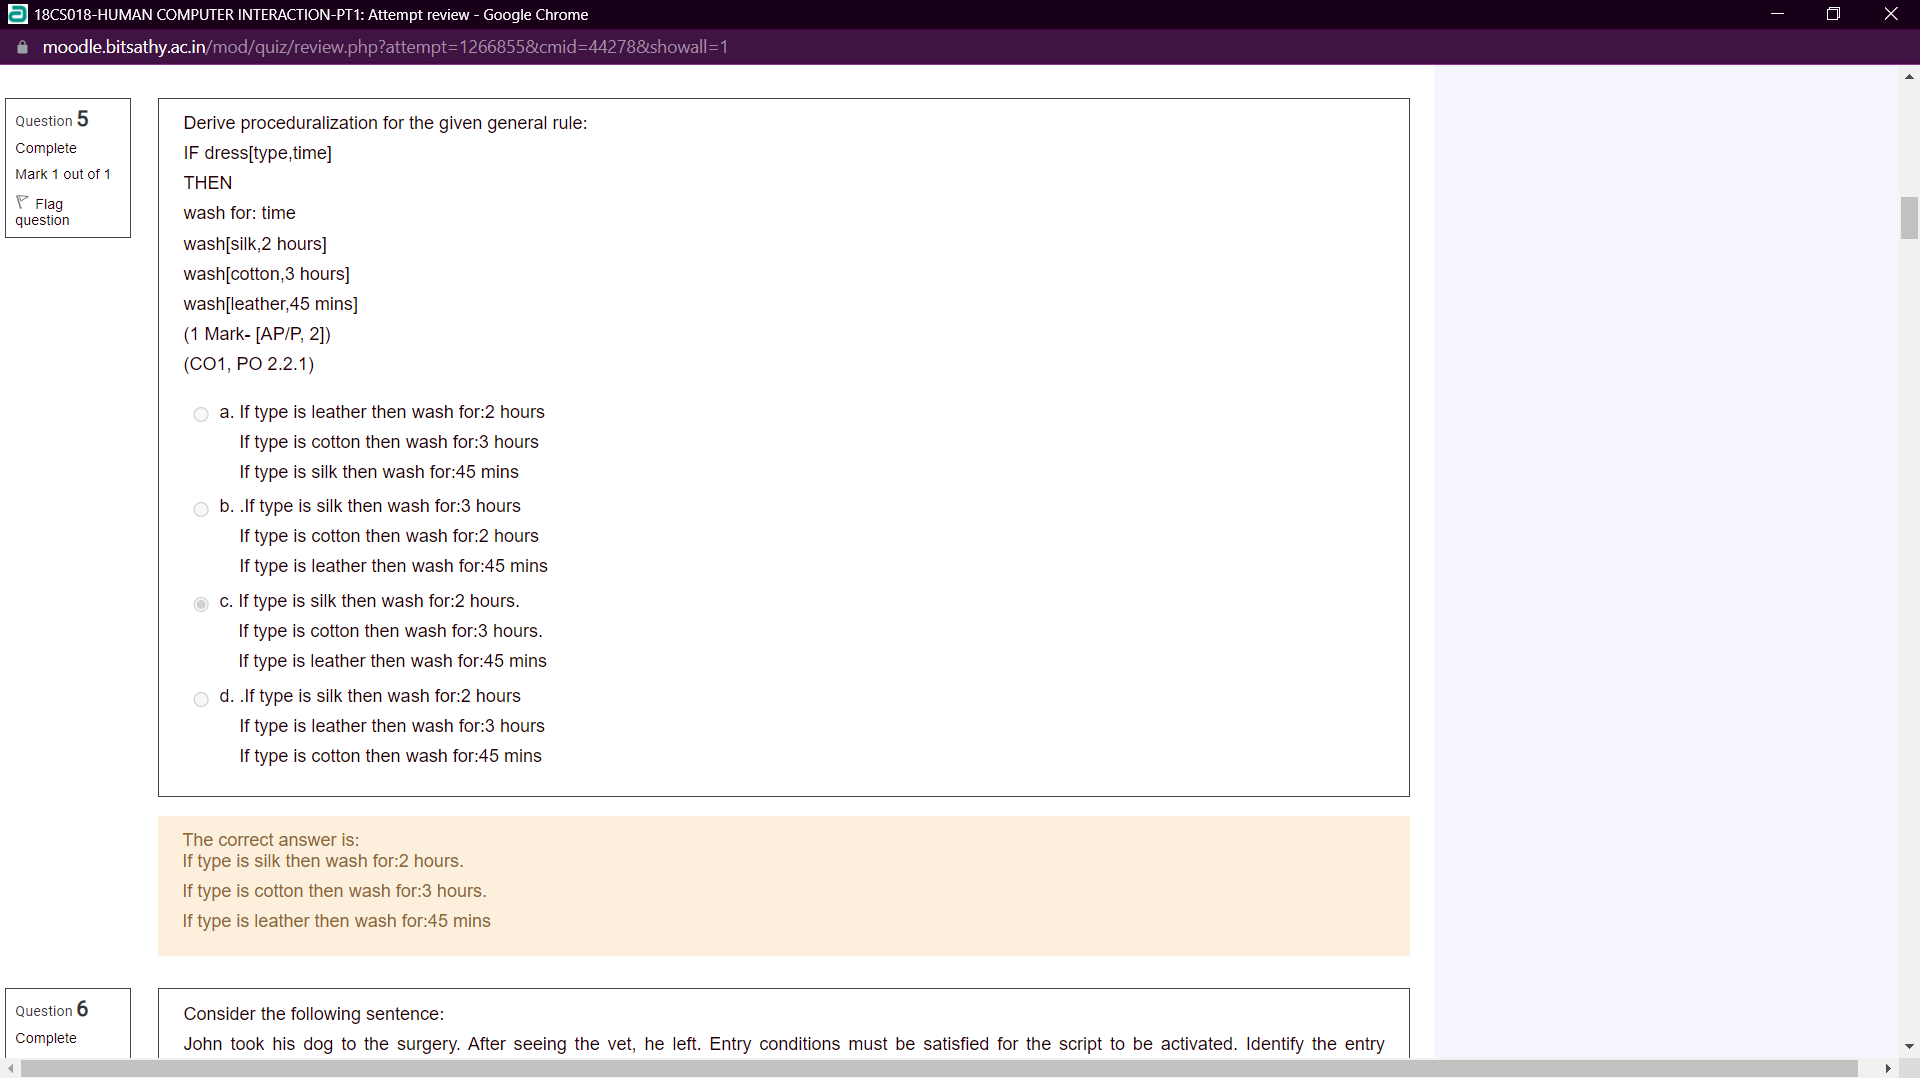 18CS018-HUMAN COMPUTER INTERACTION-PT1: Attempt review - Google Chrome
moodle.bitsathy.ac.in/mod/quiz/review.php?attempt=1266855&cmid=44278&showall=1
Question 5
Complete
Mark 1 out of 1
Flag
question
Derive proceduralization for the given general rule:
IF dress[type,time]
THEN
wash for: time
wash[silk,2 hours]
wash[cotton,3 hours]
wash[leather,45 mins]
(1 Mark- [AP/P, 2])
(CO1, PO 2.2.1)
a. If type is leather then wash for:2 hours
If type is cotton then wash for:3 hours
If type is silk then wash for:45 mins
b. .If type is silk then wash for:3 hours
If type is cotton then wash for:2 hours
If type is leather then wash for:45 mins
c. If type is silk then wash for:2 hours.
If type is cotton then wash for:3 hours.
If type is leather then wash for:45 mins
d. .If type is silk then wash for:2 hours
If type is leather then wash for:3 hours
If type is cotton then wash for:45 mins
The correct answer is:
If type is silk then wash for:2 hours.
If type is cotton then wash for:3 hours.
If type is leather then wash for:45 mins
Question 6
Complete
Consider the following sentence:
John took his dog to the surgery. After seeing the vet, he left. Entry conditions must be satisfied for the script to be activated. Identify the entry